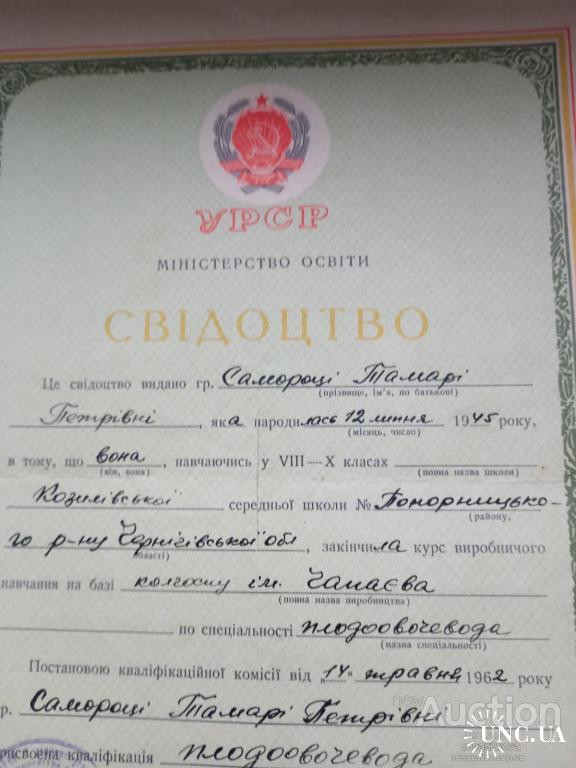 УРСР
МІНІСТЕРСТВО ОСВІТИ
СВІДОЦТВО
Це свідоцтво видано гр. Самороці Тамарі
(прізвище, ім'я, по батькові)
Петрівні, яка народилась 12 липня 1945 року,
(місяць, число)
в тому, що вона, навчаючись у VIII—X класах
(він, вона) (повна назва школи)
Козилівської середньої школи № Понорницько-
(району,
го р-ну Чернігівської обл, закінчила курс виробничого
області)
навчання на базі колгоспу ім. Чапаєва
(повна назва виробництва)
по спеціальності плодоовочевода
(назва спеціальності)
Постановою кваліфікаційної комісії від "14" травня 1962 року
р. Самороці Тамарі Петрівні
рисвоєна кваліфікація плодоовочевода
Auction
UNC.UA